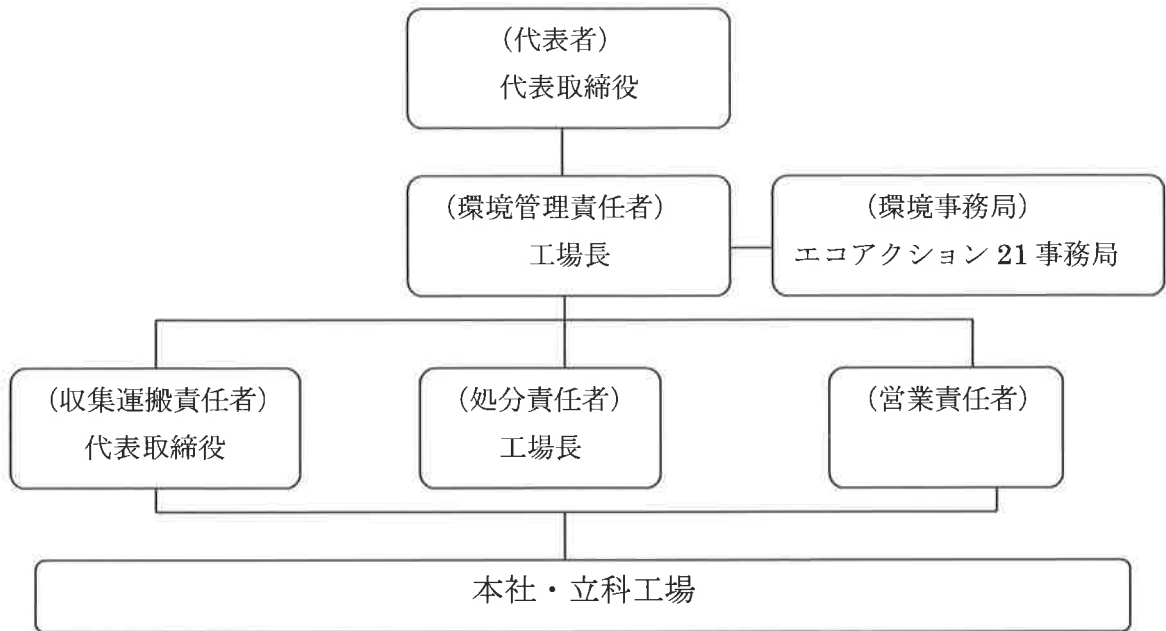 (代表者)
代表取締役
(環境管理責任者)
工場長
(環境事務局)
エコアクション 21 事務局
(収集運搬責任者)
代表取締役
(処分責任者)
工場長
(営業責任者)
本社・立科工場